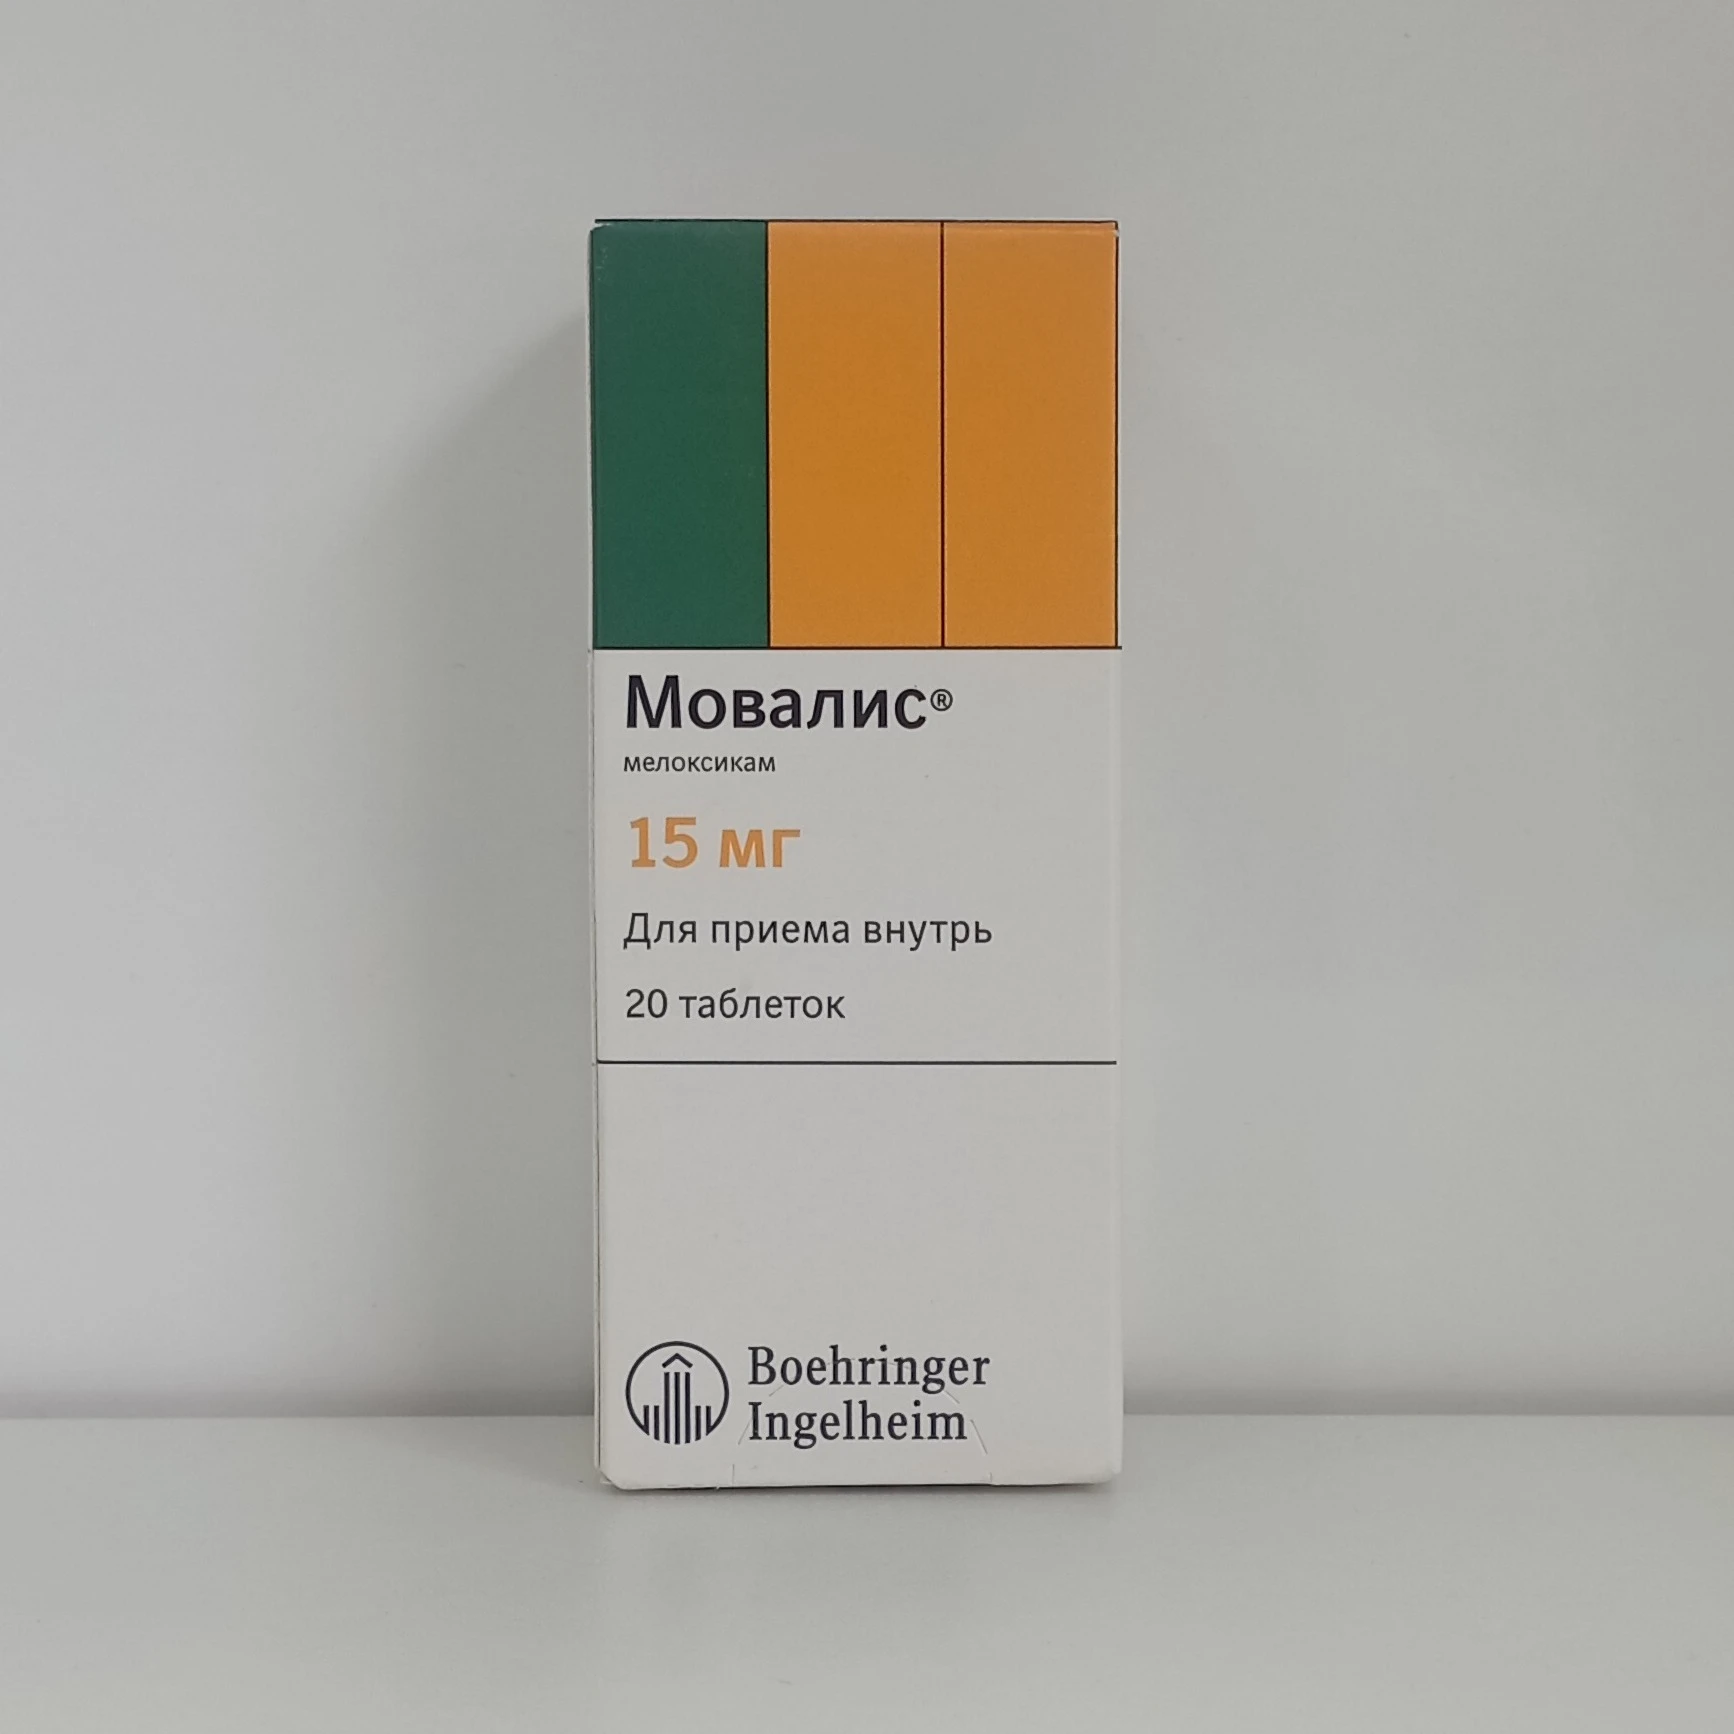 Мовалис®
мелоксикам
15 мг
Для приема внутрь
20 таблеток
Boehringer
Ingelheim